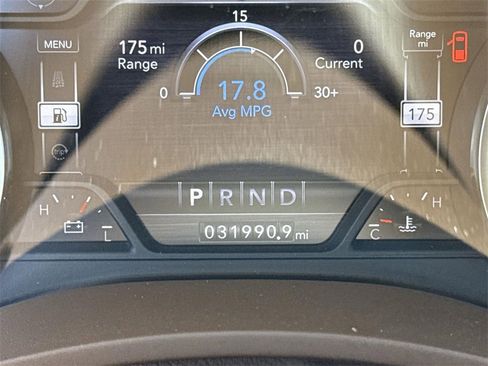 MENU
15
Range
mi
175 mi
Range
0
Current
0
17.8
30+
Avg MPG
175
trip
P R N D
H
L
031990.9 mi
H
C